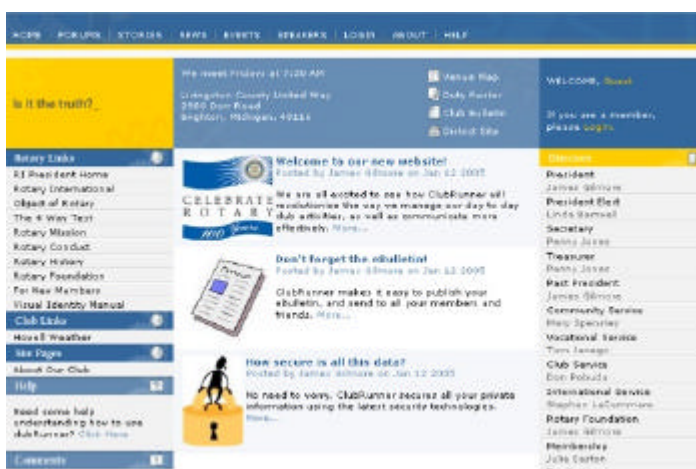 HOME FORUMS STORIES NEWS EVENTS SPEAKERS LOGIN ABOUT HELP
Is it the truth?_
We meet Fridays at 7:00 AM
Livingston County United Way
2980 Dorr Road
Brighton, Michigan, 48116
Venue Map
Duty Roster
Club Bulletin
District Site
WELCOME, Guest
If you are a member,
please Login.
Rotary Links
RI President Home
Rotary International
Object of Rotary
The 4 Way Test
Rotary Mission
Rotary Conduct
Rotary History
Rotary Foundation
For New Members
Visual Identity Manual
Club Links
Howell Weather
Site Pages
About Our Club
Help
Need some help
understanding how to use
clubRunner? Click Here
Comments
CELEBRATE
ROTARY
100 Years
Welcome to our new website!
Posted by James Gilmore on Jan 12 2005
We are all excited to see how ClubRunner will
revolutionize the way we manage our day to day
club activities, as well as communicate more
effectively. More...
Don't forget the eBulletin!
Posted by James Gilmore on Jan 12 2005
ClubRunner makes it easy to publish your
eBulletin, and send to all your members and
friends. More...
How secure is all this data?
Posted by James Gilmore on Jan 12 2005
No need to worry, ClubRunner secures all your private
information using the latest security technologies.
More...
Directors
President
James Gilmore
President Elect
Linda
Secretary
Penny Jones
Treasurer
Penny Jones
Past President
James Gilmore
Community Service
Mary
Vocational Service
Tom
Club Service
Don
International Service
Stephen
Rotary Foundation
James Gilmore
Membership
Julie